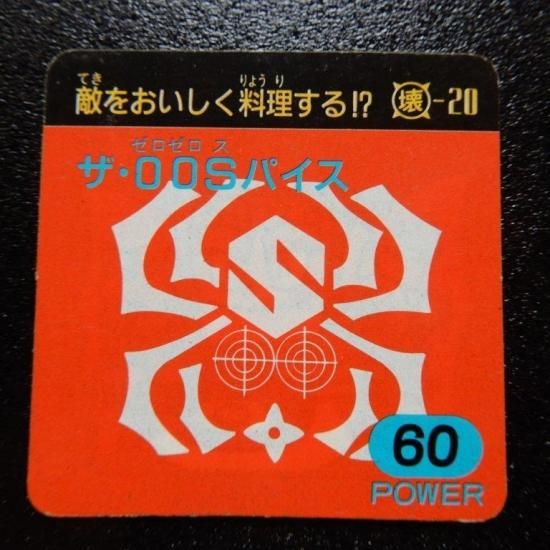 てき りょうり
敵をおいしく料理する!? 壊-20
ゼロゼロ ス
ザ・00Sパイス
S
60
POWER